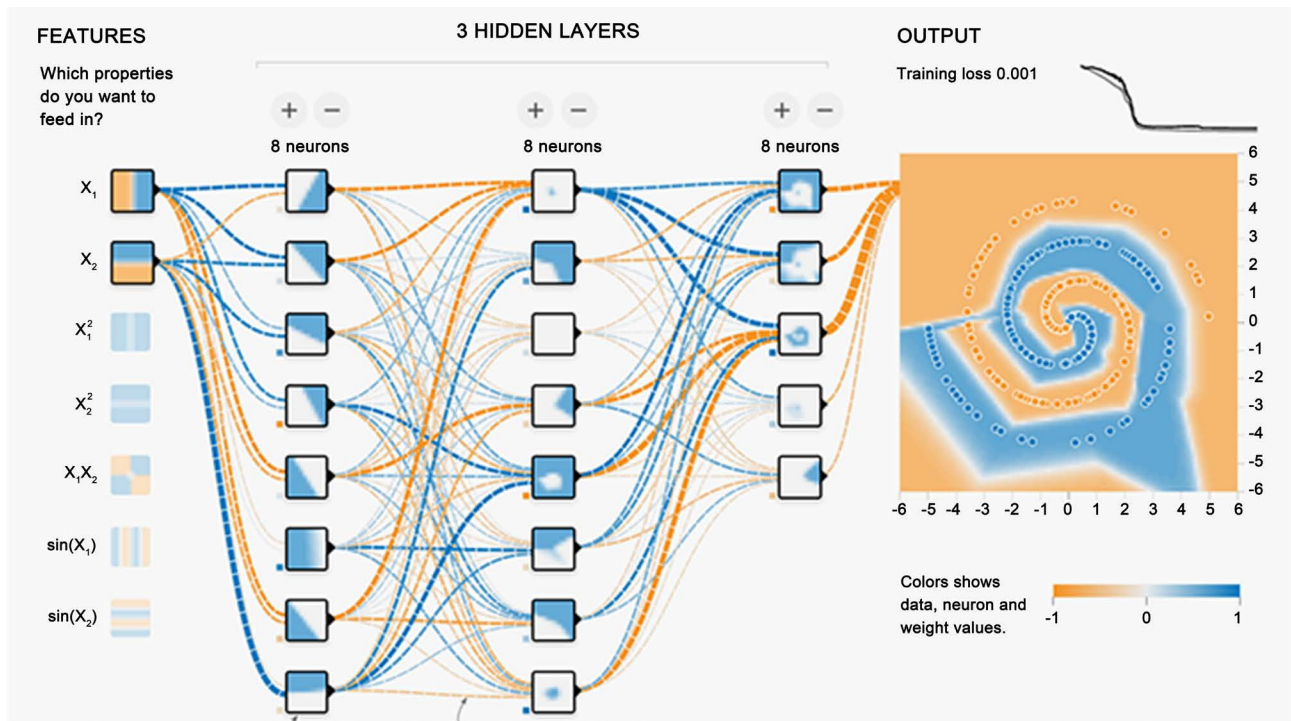 FEATURES
Which properties
do you want to
feed in?
X₁
X₂
X₁²
X₂²
X₁X₂
sin(X₁)
sin(X₂)
3 HIDDEN LAYERS
+ −
8 neurons
+ −
8 neurons
+ −
8 neurons
OUTPUT
Training loss 0.001
6
5
4
3
2
1
0
-1
-2
-3
-4
-5
-6
-6 -5 -4 -3 -2 -1 0 1 2 3 4 5 6
Colors shows
data, neuron and
weight values.
-1 0 1